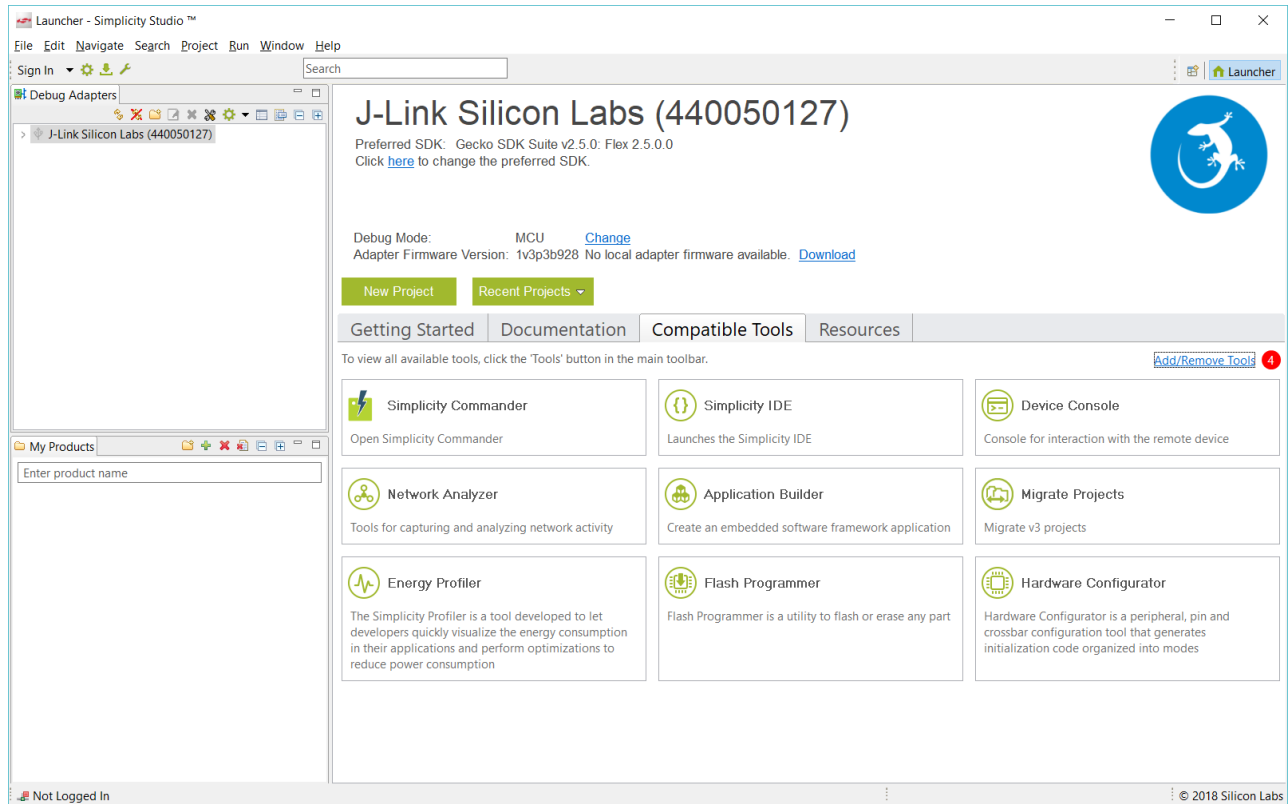 Launcher - Simplicity Studio ™
File Edit Navigate Search Project Run Window Help
Sign In
Search
Launcher
Debug Adapters
J-Link Silicon Labs (440050127)
J-Link Silicon Labs (440050127)
Preferred SDK: Gecko SDK Suite v2.5.0: Flex 2.5.0.0
Click here to change the preferred SDK.
Debug Mode: MCU Change
Adapter Firmware Version: 1v3p3b928 No local adapter firmware available. Download
New Project Recent Projects
Getting Started Documentation Compatible Tools Resources
To view all available tools, click the 'Tools' button in the main toolbar. Add/Remove Tools 4
Simplicity Commander
Open Simplicity Commander
Simplicity IDE
Launches the Simplicity IDE
Device Console
Console for interaction with the remote device
Network Analyzer
Tools for capturing and analyzing network activity
Application Builder
Create an embedded software framework application
Migrate Projects
Migrate v3 projects
Energy Profiler
The Simplicity Profiler is a tool developed to let
developers quickly visualize the energy consumption
in their applications and perform optimizations to
reduce power consumption
Flash Programmer
Flash Programmer is a utility to flash or erase any part
Hardware Configurator
Hardware Configurator is a peripheral, pin and
crossbar configuration tool that generates
initialization code organized into modes
My Products
Enter product name
Not Logged In
© 2018 Silicon Labs